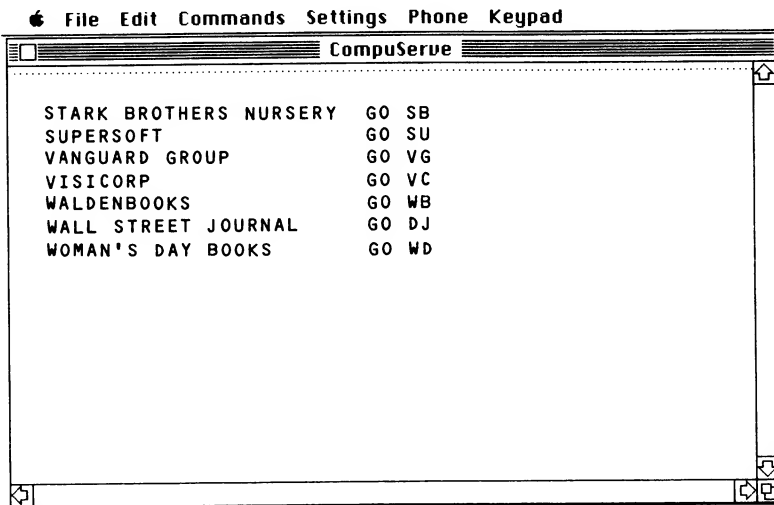 File Edit Commands Settings Phone Keypad
CompuServe
STARK BROTHERS NURSERY GO SB
SUPERSOFT GO SU
VANGUARD GROUP GO VG
VISICORP GO VC
WALDENBOOKS GO WB
WALL STREET JOURNAL GO DJ
WOMAN'S DAY BOOKS GO WD